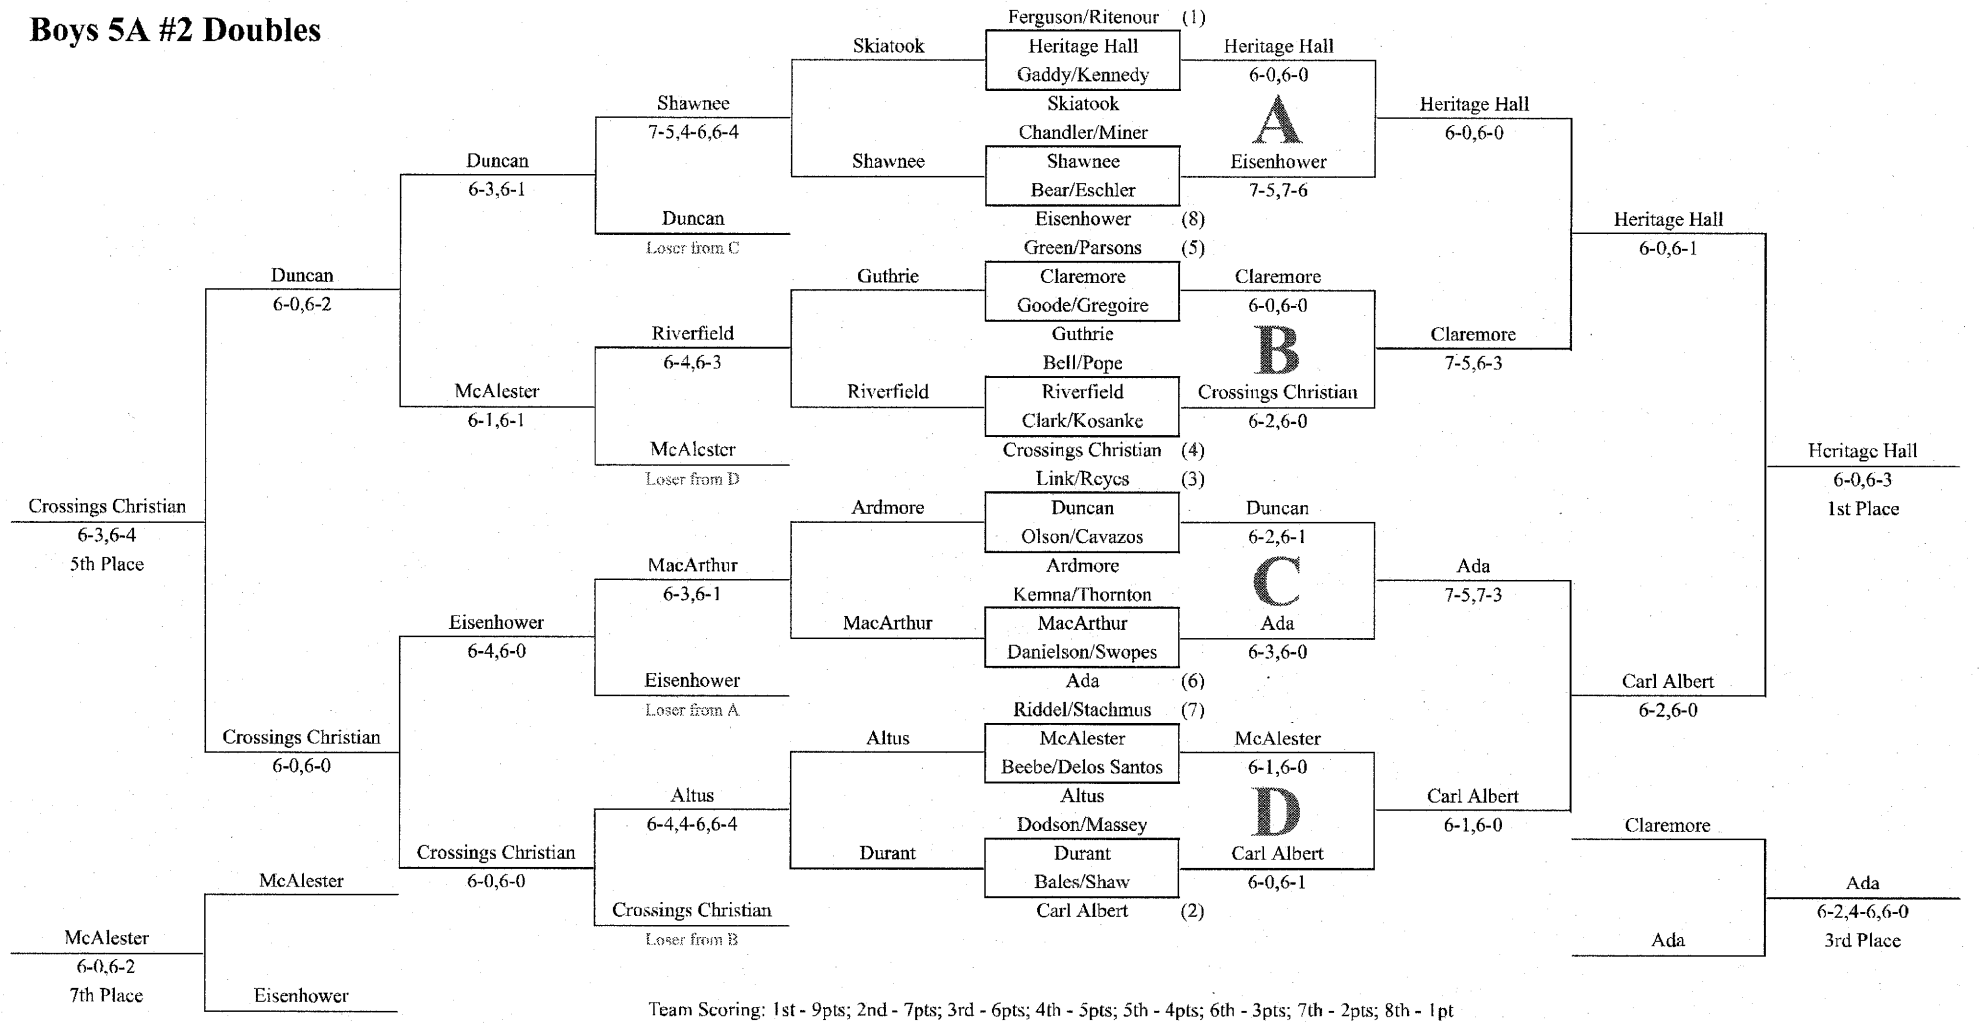 Boys 5A #2 Doubles
Ferguson/Ritenour (1)
Heritage Hall
Gaddy/Kennedy
Skiatook
Chandler/Miner
Shawnee
Bear/Eschler
Eisenhower (8)
Green/Parsons (5)
Claremore
Goode/Gregoire
Guthrie
Bell/Pope
Riverfield
Clark/Kosanke
Crossings Christian (4)
Link/Reyes (3)
Duncan
Olson/Cavazos
Ardmore
Kemna/Thornton
MacArthur
Danielson/Swopes
Ada (6)
Riddel/Stachmus (7)
McAlester
Beebe/Delos Santos
Altus
Dodson/Massey
Durant
Bales/Shaw
Carl Albert (2)
Heritage Hall
6-0,6-0
A
Eisenhower
7-5,7-6
Claremore
6-0,6-0
B
Crossings Christian
6-2,6-0
Duncan
6-2,6-1
C
Ada
6-3,6-0
McAlester
6-1,6-0
D
Carl Albert
6-0,6-1
Heritage Hall
6-0,6-0
Claremore
7-5,6-3
Ada
7-5,7-3
Carl Albert
6-1,6-0
Heritage Hall
6-0,6-1
Carl Albert
6-2,6-0
Heritage Hall
6-0,6-3
1st Place
Claremore
Ada
Ada
6-2,4-6,6-0
3rd Place
Skiatook
Shawnee
Guthrie
Riverfield
Ardmore
MacArthur
Altus
Durant
Shawnee
7-5,4-6,6-4
Duncan
Loser from C
Riverfield
6-4,6-3
McAlester
Loser from D
MacArthur
6-3,6-1
Eisenhower
Loser from A
Altus
6-4,4-6,6-4
Crossings Christian
Loser from B
Duncan
6-3,6-1
McAlester
6-1,6-1
Eisenhower
6-4,6-0
Crossings Christian
6-0,6-0
Duncan
6-0,6-2
Crossings Christian
6-0,6-0
Crossings Christian
6-3,6-4
5th Place
McAlester
Eisenhower
McAlester
6-0,6-2
7th Place
Team Scoring: 1st - 9pts; 2nd - 7pts; 3rd - 6pts; 4th - 5pts; 5th - 4pts; 6th - 3pts; 7th - 2pts; 8th - 1pt